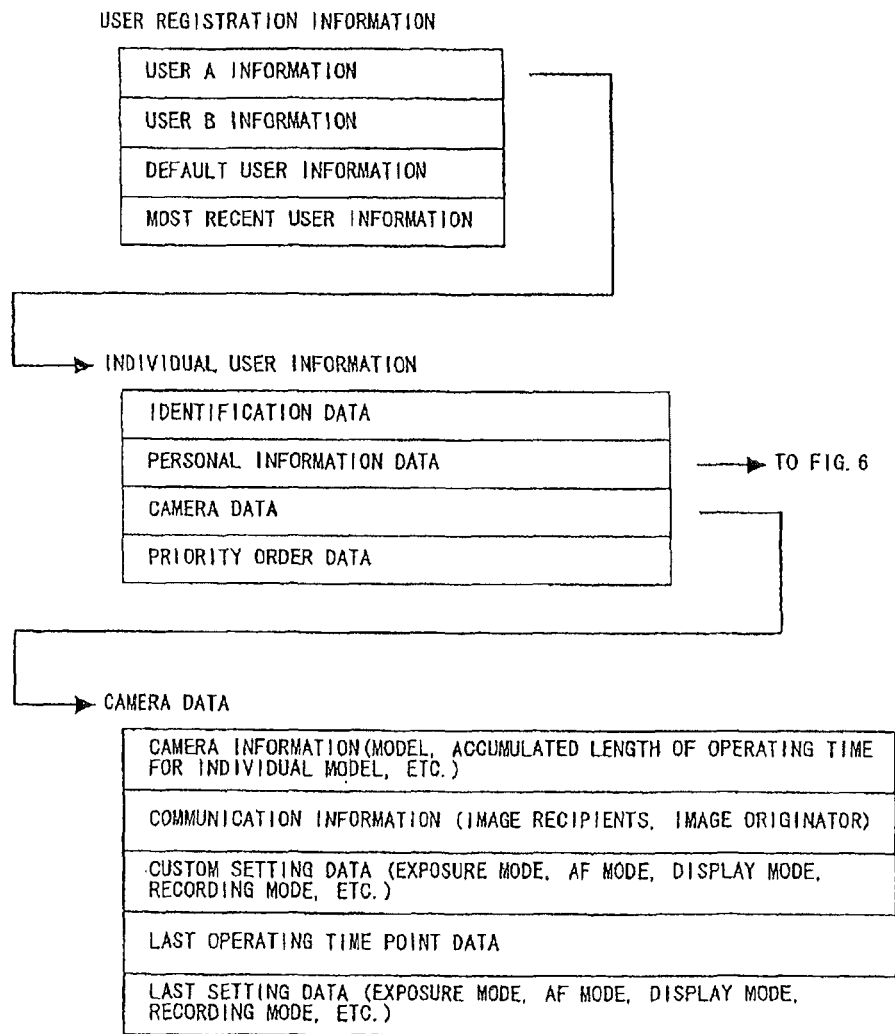 USER REGISTRATION INFORMATION
USER A INFORMATION
USER B INFORMATION
DEFAULT USER INFORMATION
MOST RECENT USER INFORMATION
INDIVIDUAL USER INFORMATION
IDENTIFICATION DATA
PERSONAL INFORMATION DATA
TO FIG. 6
CAMERA DATA
PRIORITY ORDER DATA
CAMERA DATA
CAMERA INFORMATION (MODEL, ACCUMULATED LENGTH OF OPERATING TIME
FOR INDIVIDUAL MODEL, ETC.)
COMMUNICATION INFORMATION (IMAGE RECIPIENTS, IMAGE ORIGINATOR)
CUSTOM SETTING DATA (EXPOSURE MODE, AF MODE, DISPLAY MODE,
RECORDING MODE, ETC.)
LAST OPERATING TIME POINT DATA
LAST SETTING DATA (EXPOSURE MODE, AF MODE, DISPLAY MODE,
RECORDING MODE, ETC.)